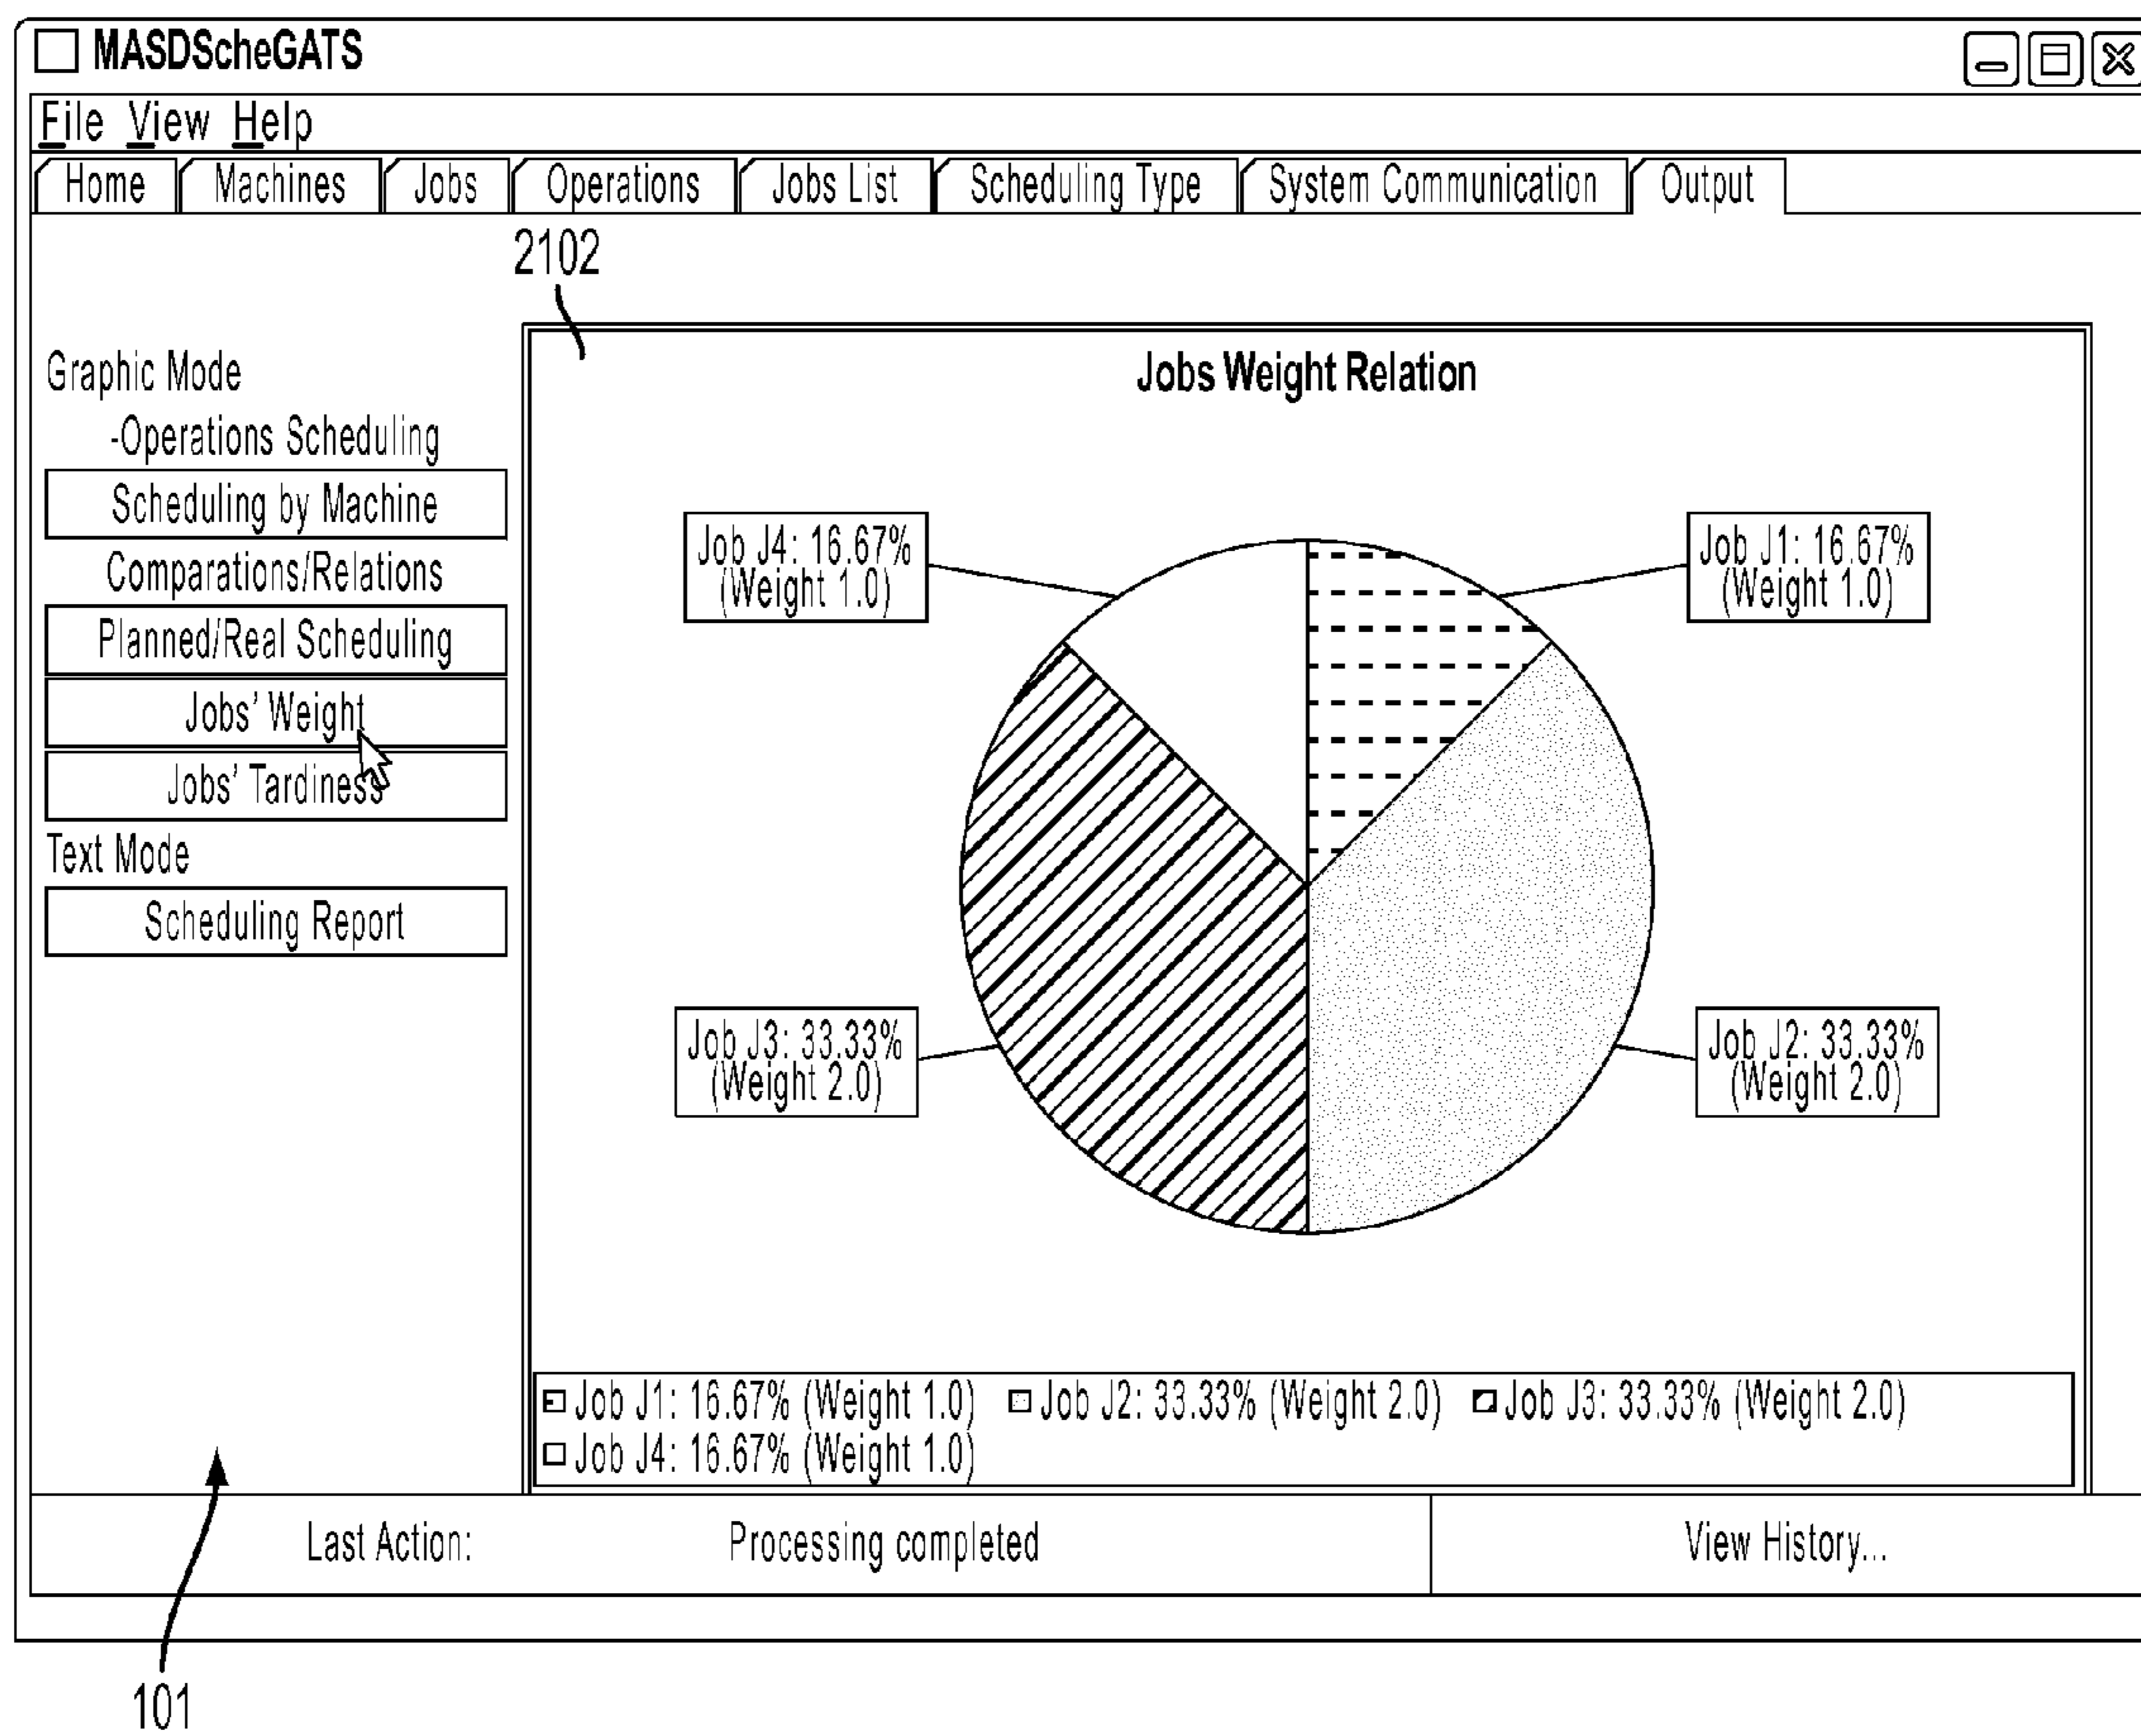 MASDScheGATS
File View Help
Home Machines Jobs Operations Jobs List Scheduling Type System Communication Output
2102
Graphic Mode
-Operations Scheduling
Scheduling by Machine
Comparations/Relations
Planned/Real Scheduling
Jobs' Weight
Jobs' Tardiness
Text Mode
Scheduling Report
Jobs Weight Relation
Job J4: 16.67%
(Weight 1.0)
Job J1: 16.67%
(Weight 1.0)
Job J3: 33.33%
(Weight 2.0)
Job J2: 33.33%
(Weight 2.0)
Job J1: 16.67% (Weight 1.0) Job J2: 33.33% (Weight 2.0) Job J3: 33.33% (Weight 2.0)
Job J4: 16.67% (Weight 1.0)
Last Action: Processing completed View History...
101